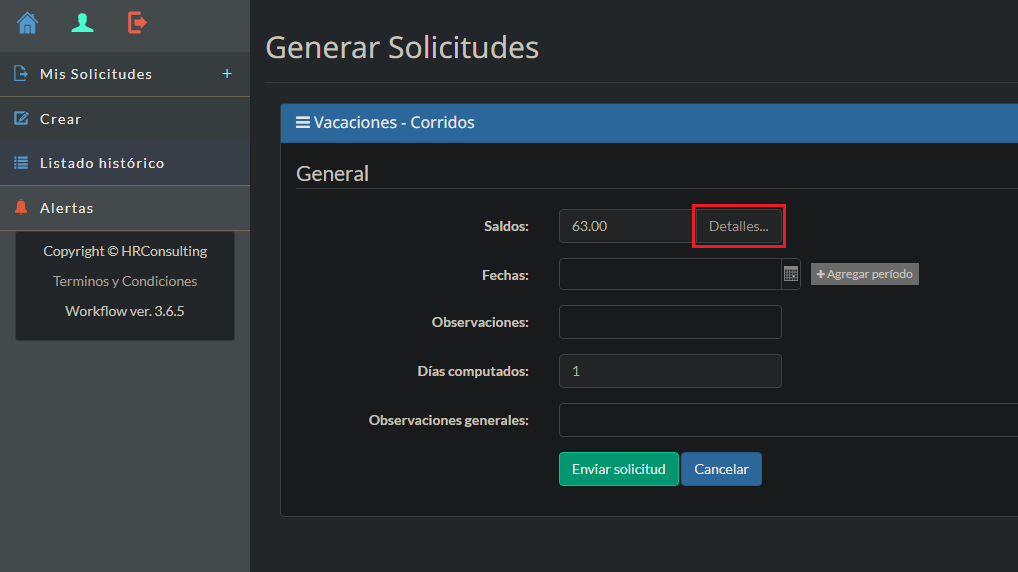 Mis Solicitudes +
Crear
Listado histórico
Alertas
Copyright © HRConsulting
Terminos y Condiciones
Workflow ver. 3.6.5
Generar Solicitudes
Vacaciones - Corridos
General
Saldos: 63.00 Detalles...
Fechas: +Agregar período
Observaciones:
Días computados: 1
Observaciones generales:
Enviar solicitud Cancelar